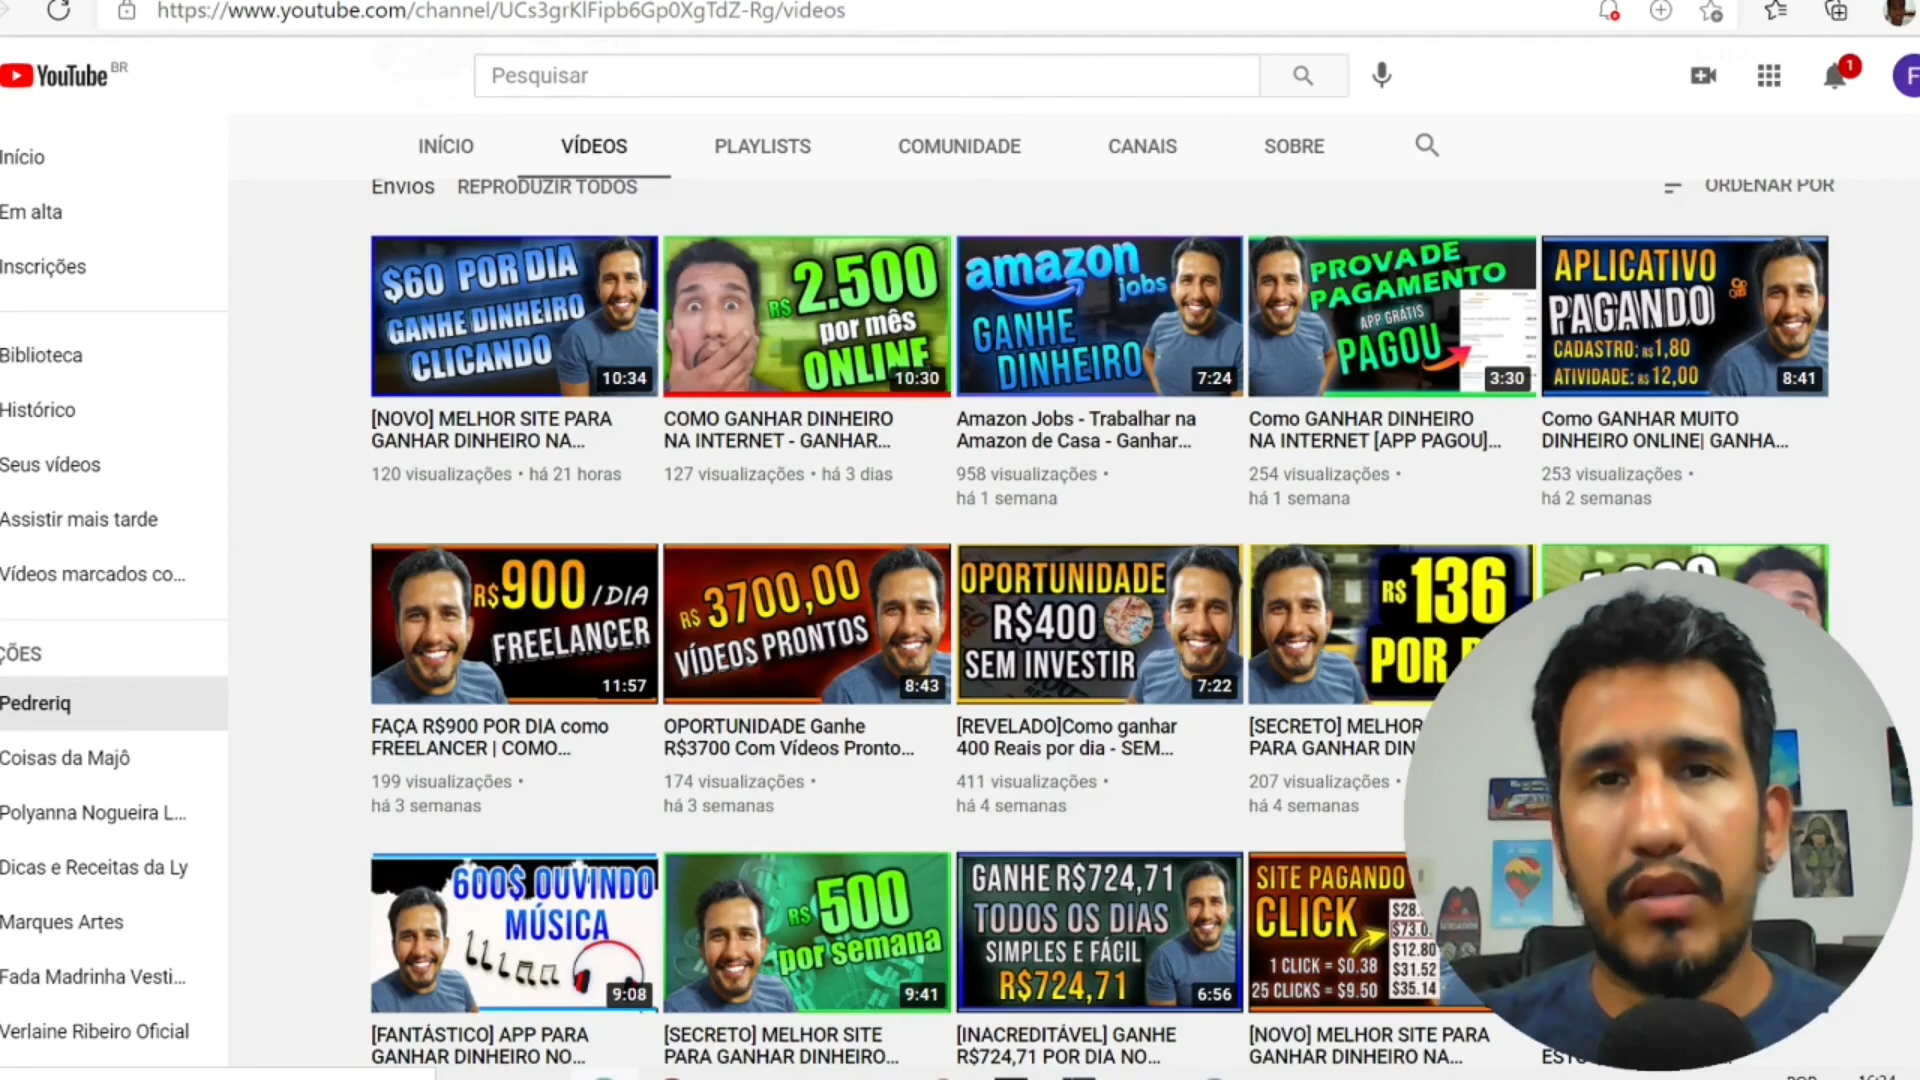 https://www.youtube.com/channel/UCs3grKlFipb6Gp0XgTdZ-Rg/videos
YouTube BR
Pesquisar
1
F
INÍCIO
VÍDEOS
PLAYLISTS
COMUNIDADE
CANAIS
SOBRE
Início
Em alta
Inscrições
Biblioteca
Histórico
Seus vídeos
Assistir mais tarde
Vídeos marcados co...
ÇÕES
Pedreriq
Coisas da Majô
Polyanna Nogueira L...
Dicas e Receitas da Ly
Marques Artes
Fada Madrinha Vesti...
Verlaine Ribeiro Oficial
Envios REPRODUZIR TODOS
ORDENAR POR
$60 POR DIA
GANHE DINHEIRO
CLICANDO
10:34
[NOVO] MELHOR SITE PARA
GANHAR DINHEIRO NA...
120 visualizações • há 21 horas
R$ 2.500
por mês
ONLINE
10:30
COMO GANHAR DINHEIRO
NA INTERNET - GANHAR...
127 visualizações • há 3 dias
amazon
jobs
GANHE
DINHEIRO
7:24
Amazon Jobs - Trabalhar na
Amazon de Casa - Ganhar...
958 visualizações •
há 1 semana
PROVA DE
PAGAMENTO
APP GRÁTIS
PAGOU
3:30
Como GANHAR DINHEIRO
NA INTERNET [APP PAGOU]...
254 visualizações •
há 1 semana
APLICATIVO
PAGANDO
CADASTRO: R$1,80
ATIVIDADE: R$ 12,00
8:41
Como GANHAR MUITO
DINHEIRO ONLINE| GANHA...
253 visualizações •
há 2 semanas
R$900 /DIA
FREELANCER
11:57
FAÇA R$900 POR DIA como
FREELANCER | COMO...
199 visualizações •
há 3 semanas
R$ 3700,00
VÍDEOS PRONTOS
8:43
OPORTUNIDADE Ganhe
R$3700 Com Vídeos Pronto...
174 visualizações •
há 3 semanas
OPORTUNIDADE
R$400
SEM INVESTIR
7:22
[REVELADO]Como ganhar
400 Reais por dia - SEM...
411 visualizações •
há 4 semanas
R$ 136
POR
[SECRETO] MELHOR
PARA GANHAR DIN
207 visualizações •
há 4 semanas
600$ OUVINDO
MÚSICA
9:08
[FANTÁSTICO] APP PARA
GANHAR DINHEIRO NO...
R$ 500
por semana
9:41
[SECRETO] MELHOR SITE
PARA GANHAR DINHEIRO...
GANHE R$724,71
TODOS OS DIAS
SIMPLES E FÁCIL
R$724,71
6:56
[INACREDITÁVEL] GANHE
R$724,71 POR DIA NO...
SITE PAGANDO
CLICK
1 CLICK = $0.38
25 CLICKS = $9.50
$28.
$73.0
$12.80
$31.52
$35.14
[NOVO] MELHOR SITE PARA
GANHAR DINHEIRO NA...